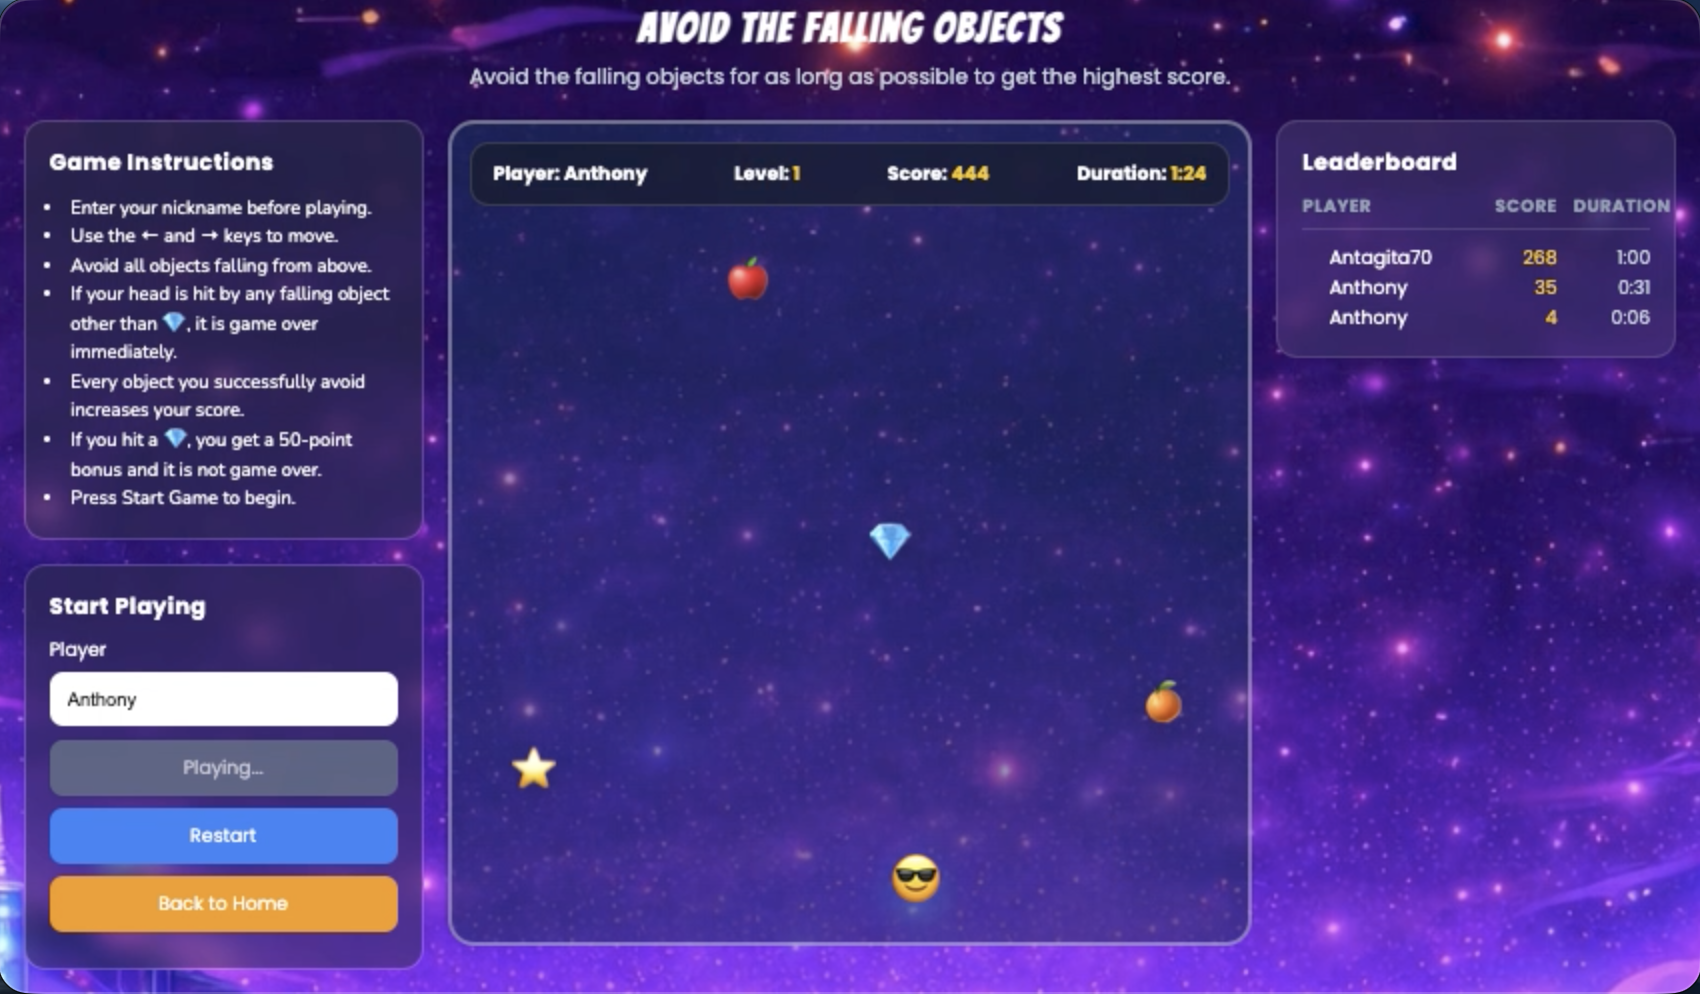 AVOID THE FALLING OBJECTS
Avoid the falling objects for as long as possible to get the highest score.
Game Instructions
• Enter your nickname before playing.
• Use the ← and → keys to move.
• Avoid all objects falling from above.
• If your head is hit by any falling object
other than 💎, it is game over
immediately.
• Every object you successfully avoid
increases your score.
• If you hit a 💎, you get a 50-point
bonus and it is not game over.
• Press Start Game to begin.
Start Playing
Player
Anthony
Playing...
Restart
Back to Home
Player: Anthony Level: 1 Score: 444 Duration: 1:24
Leaderboard
PLAYER SCORE DURATION
Antagita70 268 1:00
Anthony 35 0:31
Anthony 4 0:06